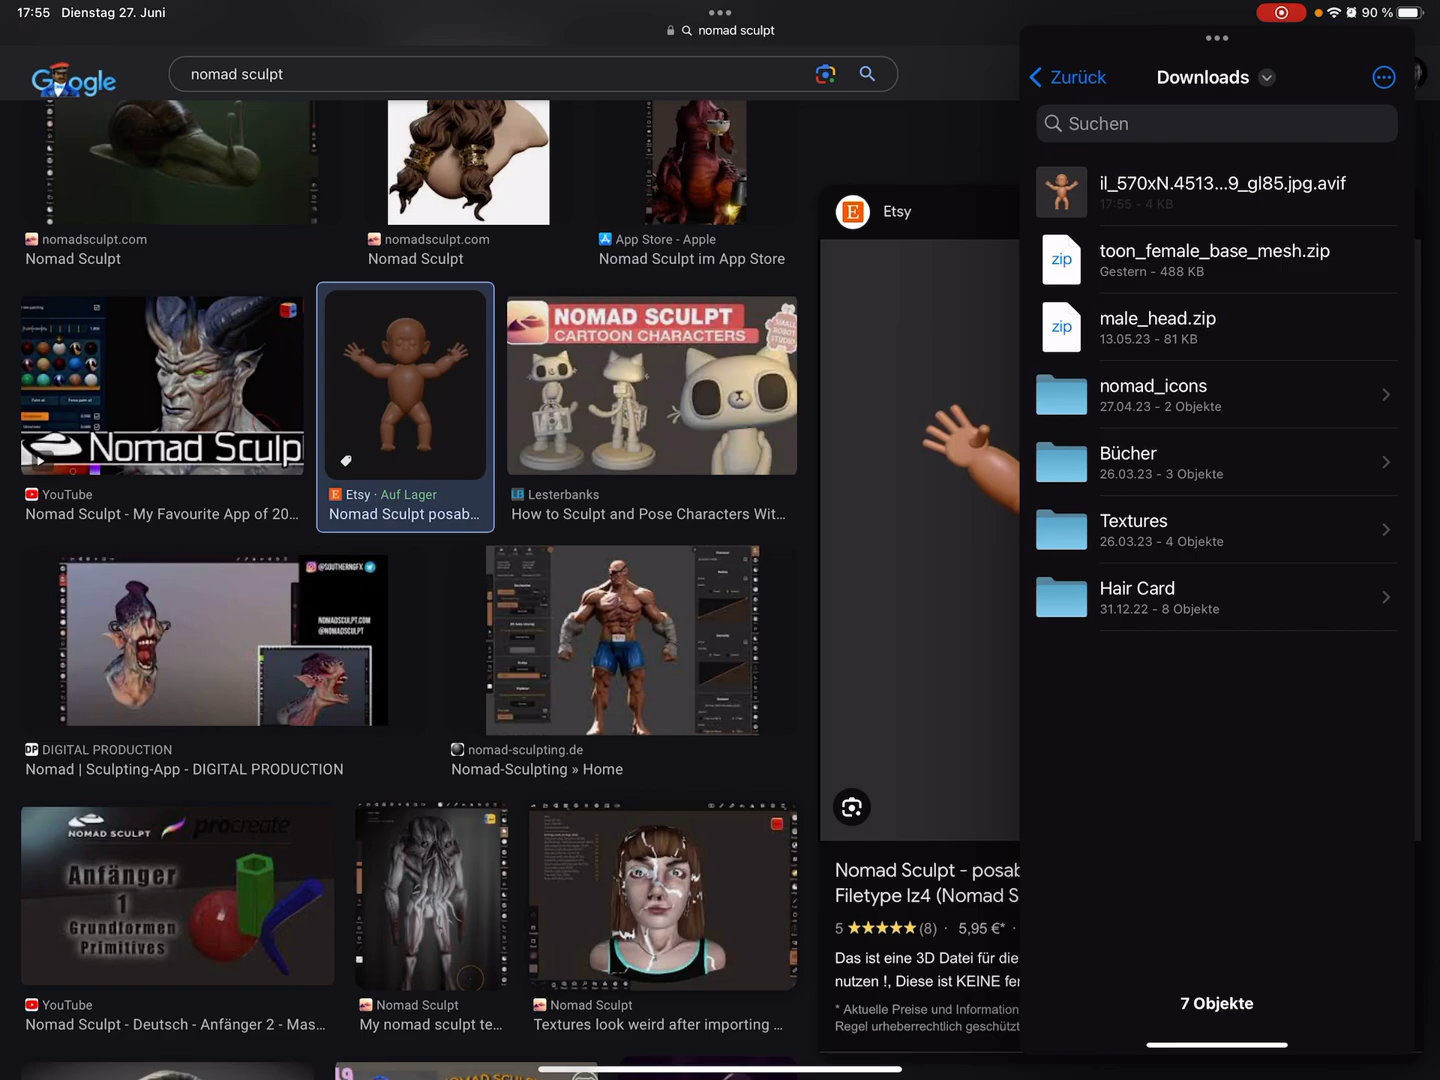 17:55 Dienstag 27. Juni
90 %
nomad sculpt
Google
nomad sculpt
nomadsculpt.com
Nomad Sculpt
nomadsculpt.com
Nomad Sculpt
App Store - Apple
Nomad Sculpt im App Store
Nomad Sculp
YouTube
Nomad Sculpt - My Favourite App of 20...
Etsy · Auf Lager
Nomad Sculpt posab...
NOMAD SCULPT
CARTOON CHARACTERS
SMALL ROBOT STUDIO
Lesterbanks
How to Sculpt and Pose Characters Wit...
@SOUTHERNGFX
NOMADSCULPT.COM
@NOMADSCULPT
DP DIGITAL PRODUCTION
Nomad | Sculpting-App - DIGITAL PRODUCTION
nomad-sculpting.de
Nomad-Sculpting » Home
NOMAD SCULPT procreate
Anfänger
1
Grundformen
Primitives
YouTube
Nomad Sculpt - Deutsch - Anfänger 2 - Mas...
Nomad Sculpt
My nomad sculpt te...
Nomad Sculpt
Textures look weird after importing ...
E Etsy
Nomad Sculpt - posab
Filetype lz4 (Nomad S
5 ★★★★★ (8) · 5,95 €* ·
Das ist eine 3D Datei für die
nutzen !, Diese ist KEINE fer
* Aktuelle Preise und Information
Regel urheberrechtlich geschützt
Zurück
Downloads
Suchen
il_570xN.4513...9_gl85.jpg.avif
17:55 - 4 KB
zip
toon_female_base_mesh.zip
Gestern - 488 KB
zip
male_head.zip
13.05.23 - 81 KB
nomad_icons
27.04.23 - 2 Objekte
Bücher
26.03.23 - 3 Objekte
Textures
26.03.23 - 4 Objekte
Hair Card
31.12.22 - 8 Objekte
7 Objekte